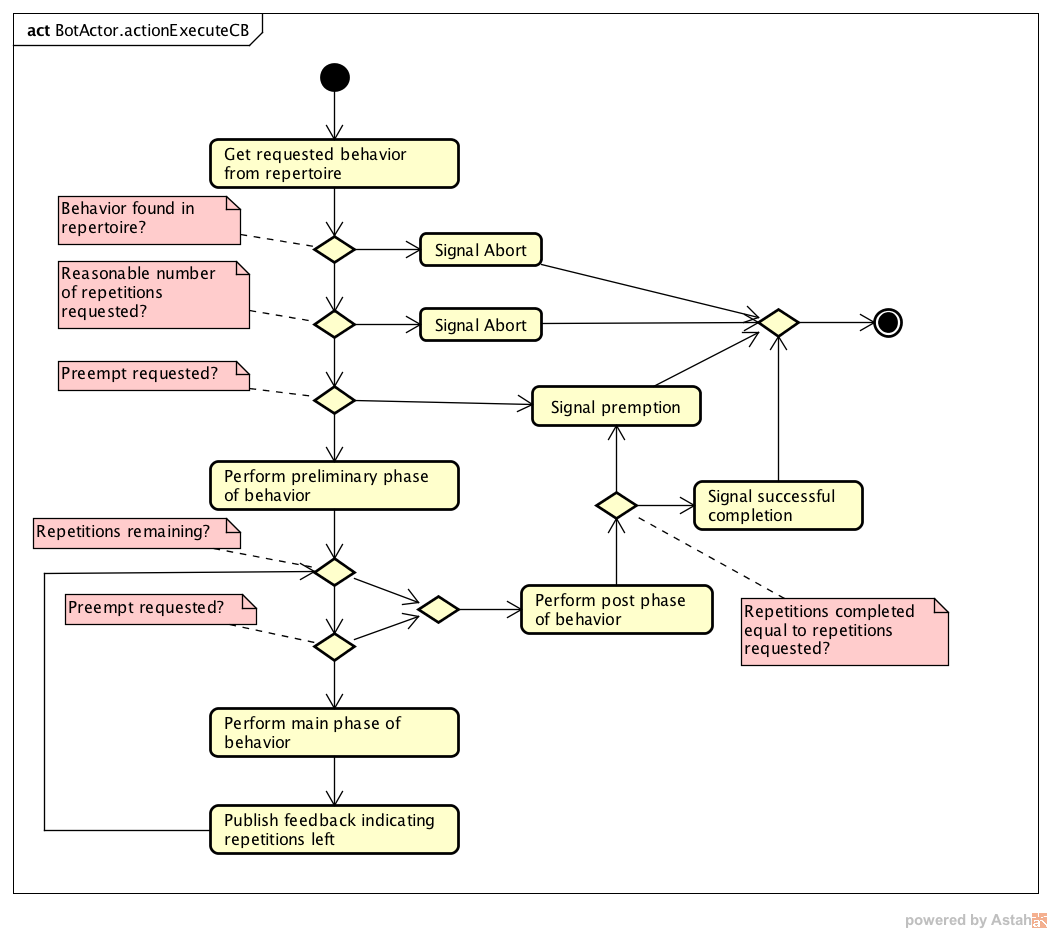 act BotActor.actionExecuteCB
Get requested behavior
from repertoire
Behavior found in
repertoire?
Signal Abort
Reasonable number
of repetitions
requested?
Signal Abort
Preempt requested?
Signal premption
Perform preliminary phase
of behavior
Signal successful
completion
Repetitions remaining?
Preempt requested?
Perform post phase
of behavior
Repetitions completed
equal to repetitions
requested?
Perform main phase of
behavior
Publish feedback indicating
repetitions left
powered by Astah